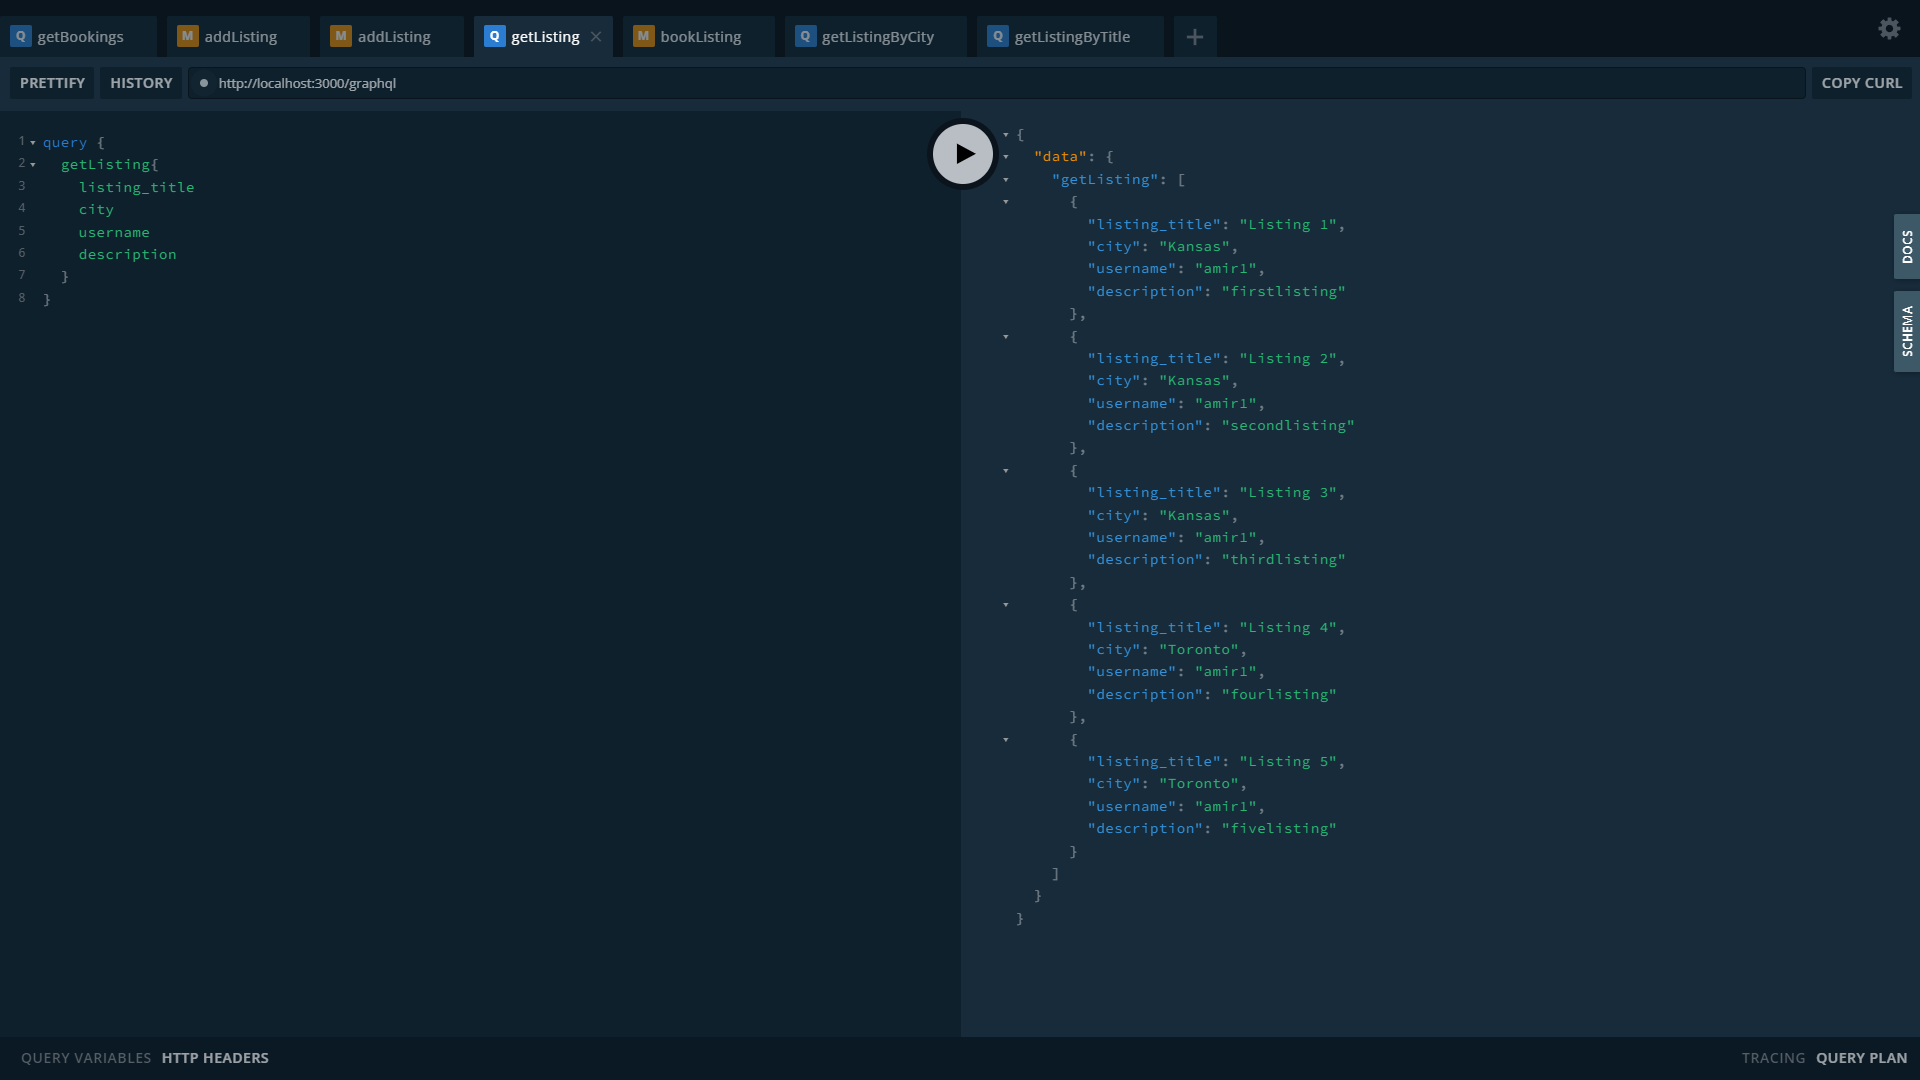 Q getBookings
M addListing
M addListing
Q getListing
M bookListing
Q getListingByCity
Q getListingByTitle
PRETTIFY
HISTORY
http://localhost:3000/graphql
COPY CURL
1 query {
2 getListing{
3 listing_title
4 city
5 username
6 description
7 }
8 }
{
"data": {
"getListing": [
{
"listing_title": "Listing 1",
"city": "Kansas",
"username": "amir1",
"description": "firstlisting"
},
{
"listing_title": "Listing 2",
"city": "Kansas",
"username": "amir1",
"description": "secondlisting"
},
{
"listing_title": "Listing 3",
"city": "Kansas",
"username": "amir1",
"description": "thirdlisting"
},
{
"listing_title": "Listing 4",
"city": "Toronto",
"username": "amir1",
"description": "fourlisting"
},
{
"listing_title": "Listing 5",
"city": "Toronto",
"username": "amir1",
"description": "fivelisting"
}
]
}
}
DOCS
SCHEMA
QUERY VARIABLES
HTTP HEADERS
TRACING
QUERY PLAN